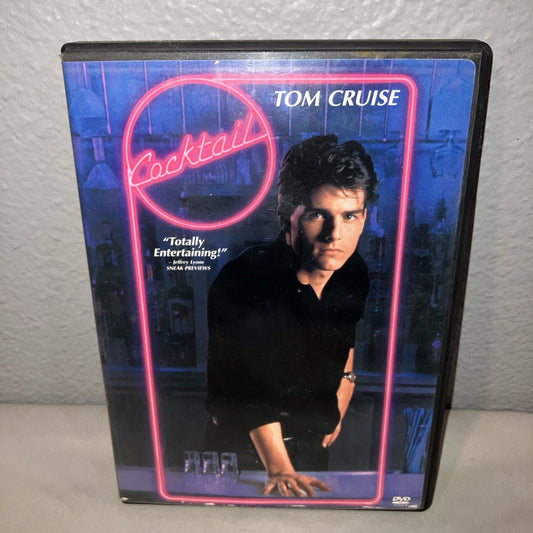 TOM CRUISE
Cocktail
“Totally
Entertaining!”
– Jeffrey Lyons
SNEAK PREVIEWS
DVD